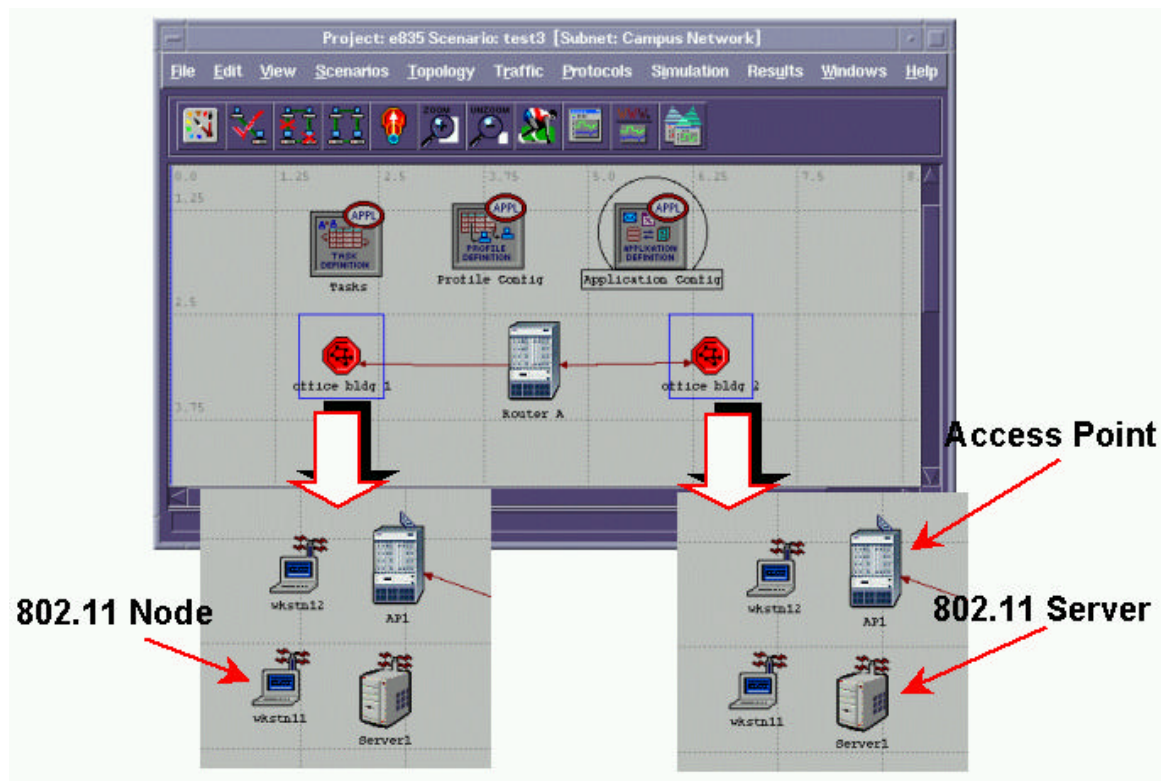 Project: e835 Scenario: test3 [Subnet: Campus Network]
File Edit View Scenarios Topology Traffic Protocols Simulation Results Windows Help
ZOOM UNZOOM
0.0 1.25 2.5 3.75 5.0 6.25 7.5 8.
1.25
APPL APPL APPL
TASK DEFINITION
PROFILE DEFINITION
APPLICATION DEFINITION
Tasks Profile Config Application Config
2.5
office bldg 1 office bldg 2
3.75
Router A
Access Point
802.11 Node
wkstn12 AP1
wkstn12 AP1
802.11 Server
wkstn11 Server1
wkstn11 Server1